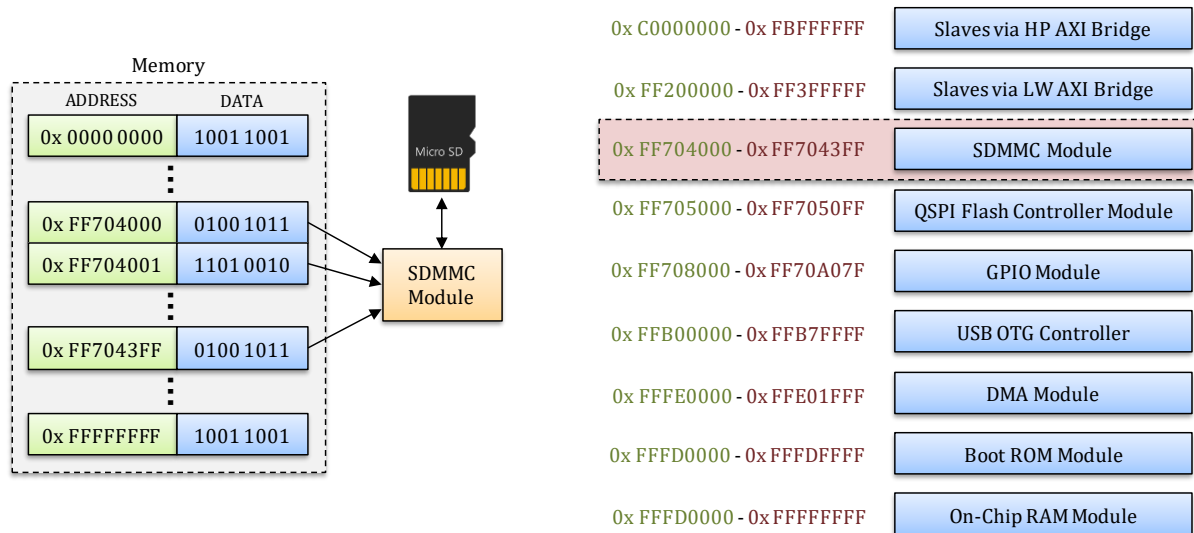 Memory
ADDRESS DATA
0x 0000 0000 1001 1001
0x FF704000 0100 1011
0x FF704001 1101 0010
0x FF7043FF 0100 1011
0x FFFFFFFF 1001 1001
Micro SD
SDMMC
Module
0x C0000000 - 0x FBFFFFFF Slaves via HP AXI Bridge
0x FF200000 - 0x FF3FFFFF Slaves via LW AXI Bridge
0x FF704000 - 0x FF7043FF SDMMC Module
0x FF705000 - 0x FF7050FF QSPI Flash Controller Module
0x FF708000 - 0x FF70A07F GPIO Module
0x FFB00000 - 0x FFB7FFFF USB OTG Controller
0x FFFE0000 - 0x FFE01FFF DMA Module
0x FFFD0000 - 0x FFFDFFFF Boot ROM Module
0x FFFD0000 - 0x FFFFFFFF On-Chip RAM Module